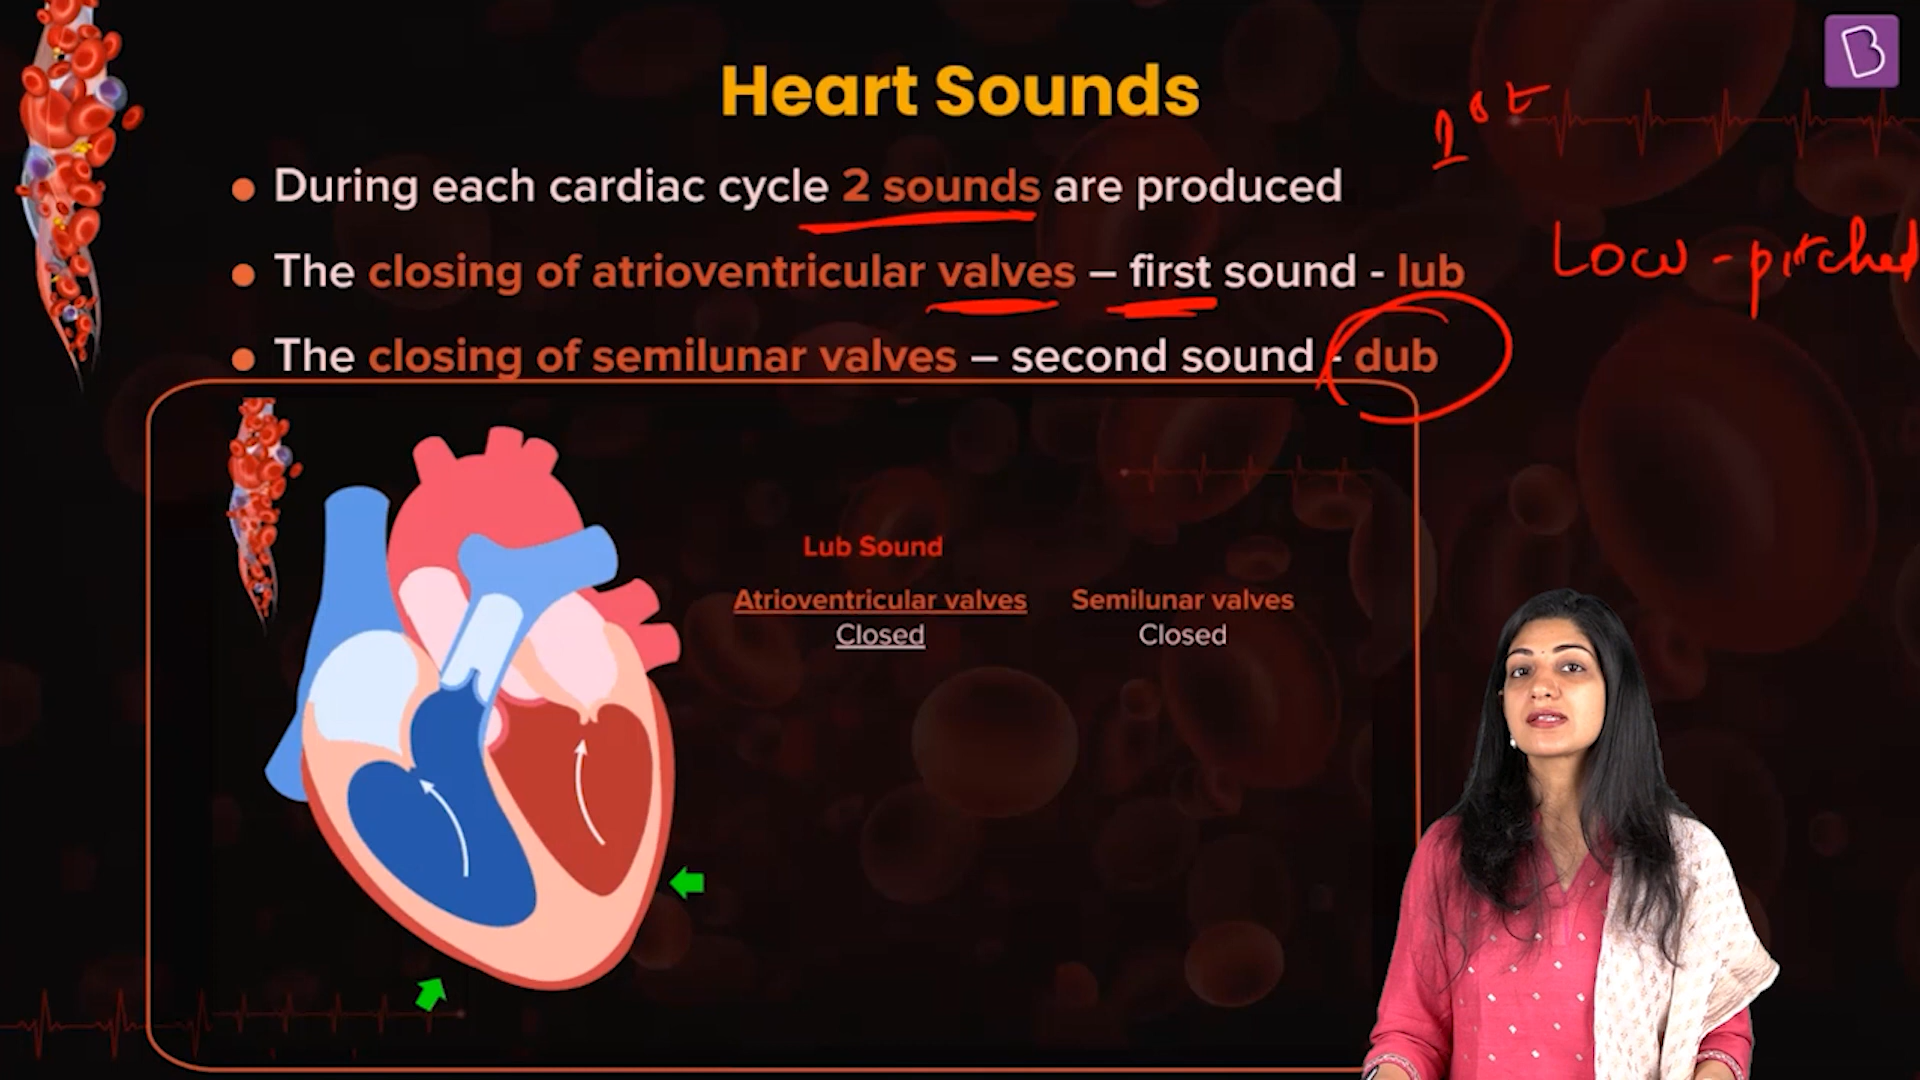 Heart Sounds
1st
• During each cardiac cycle 2 sounds are produced
• The closing of atrioventricular valves – first sound - lub
Low - pitched
• The closing of semilunar valves – second sound - dub
Lub Sound
Atrioventricular valves Semilunar valves
Closed Closed
B